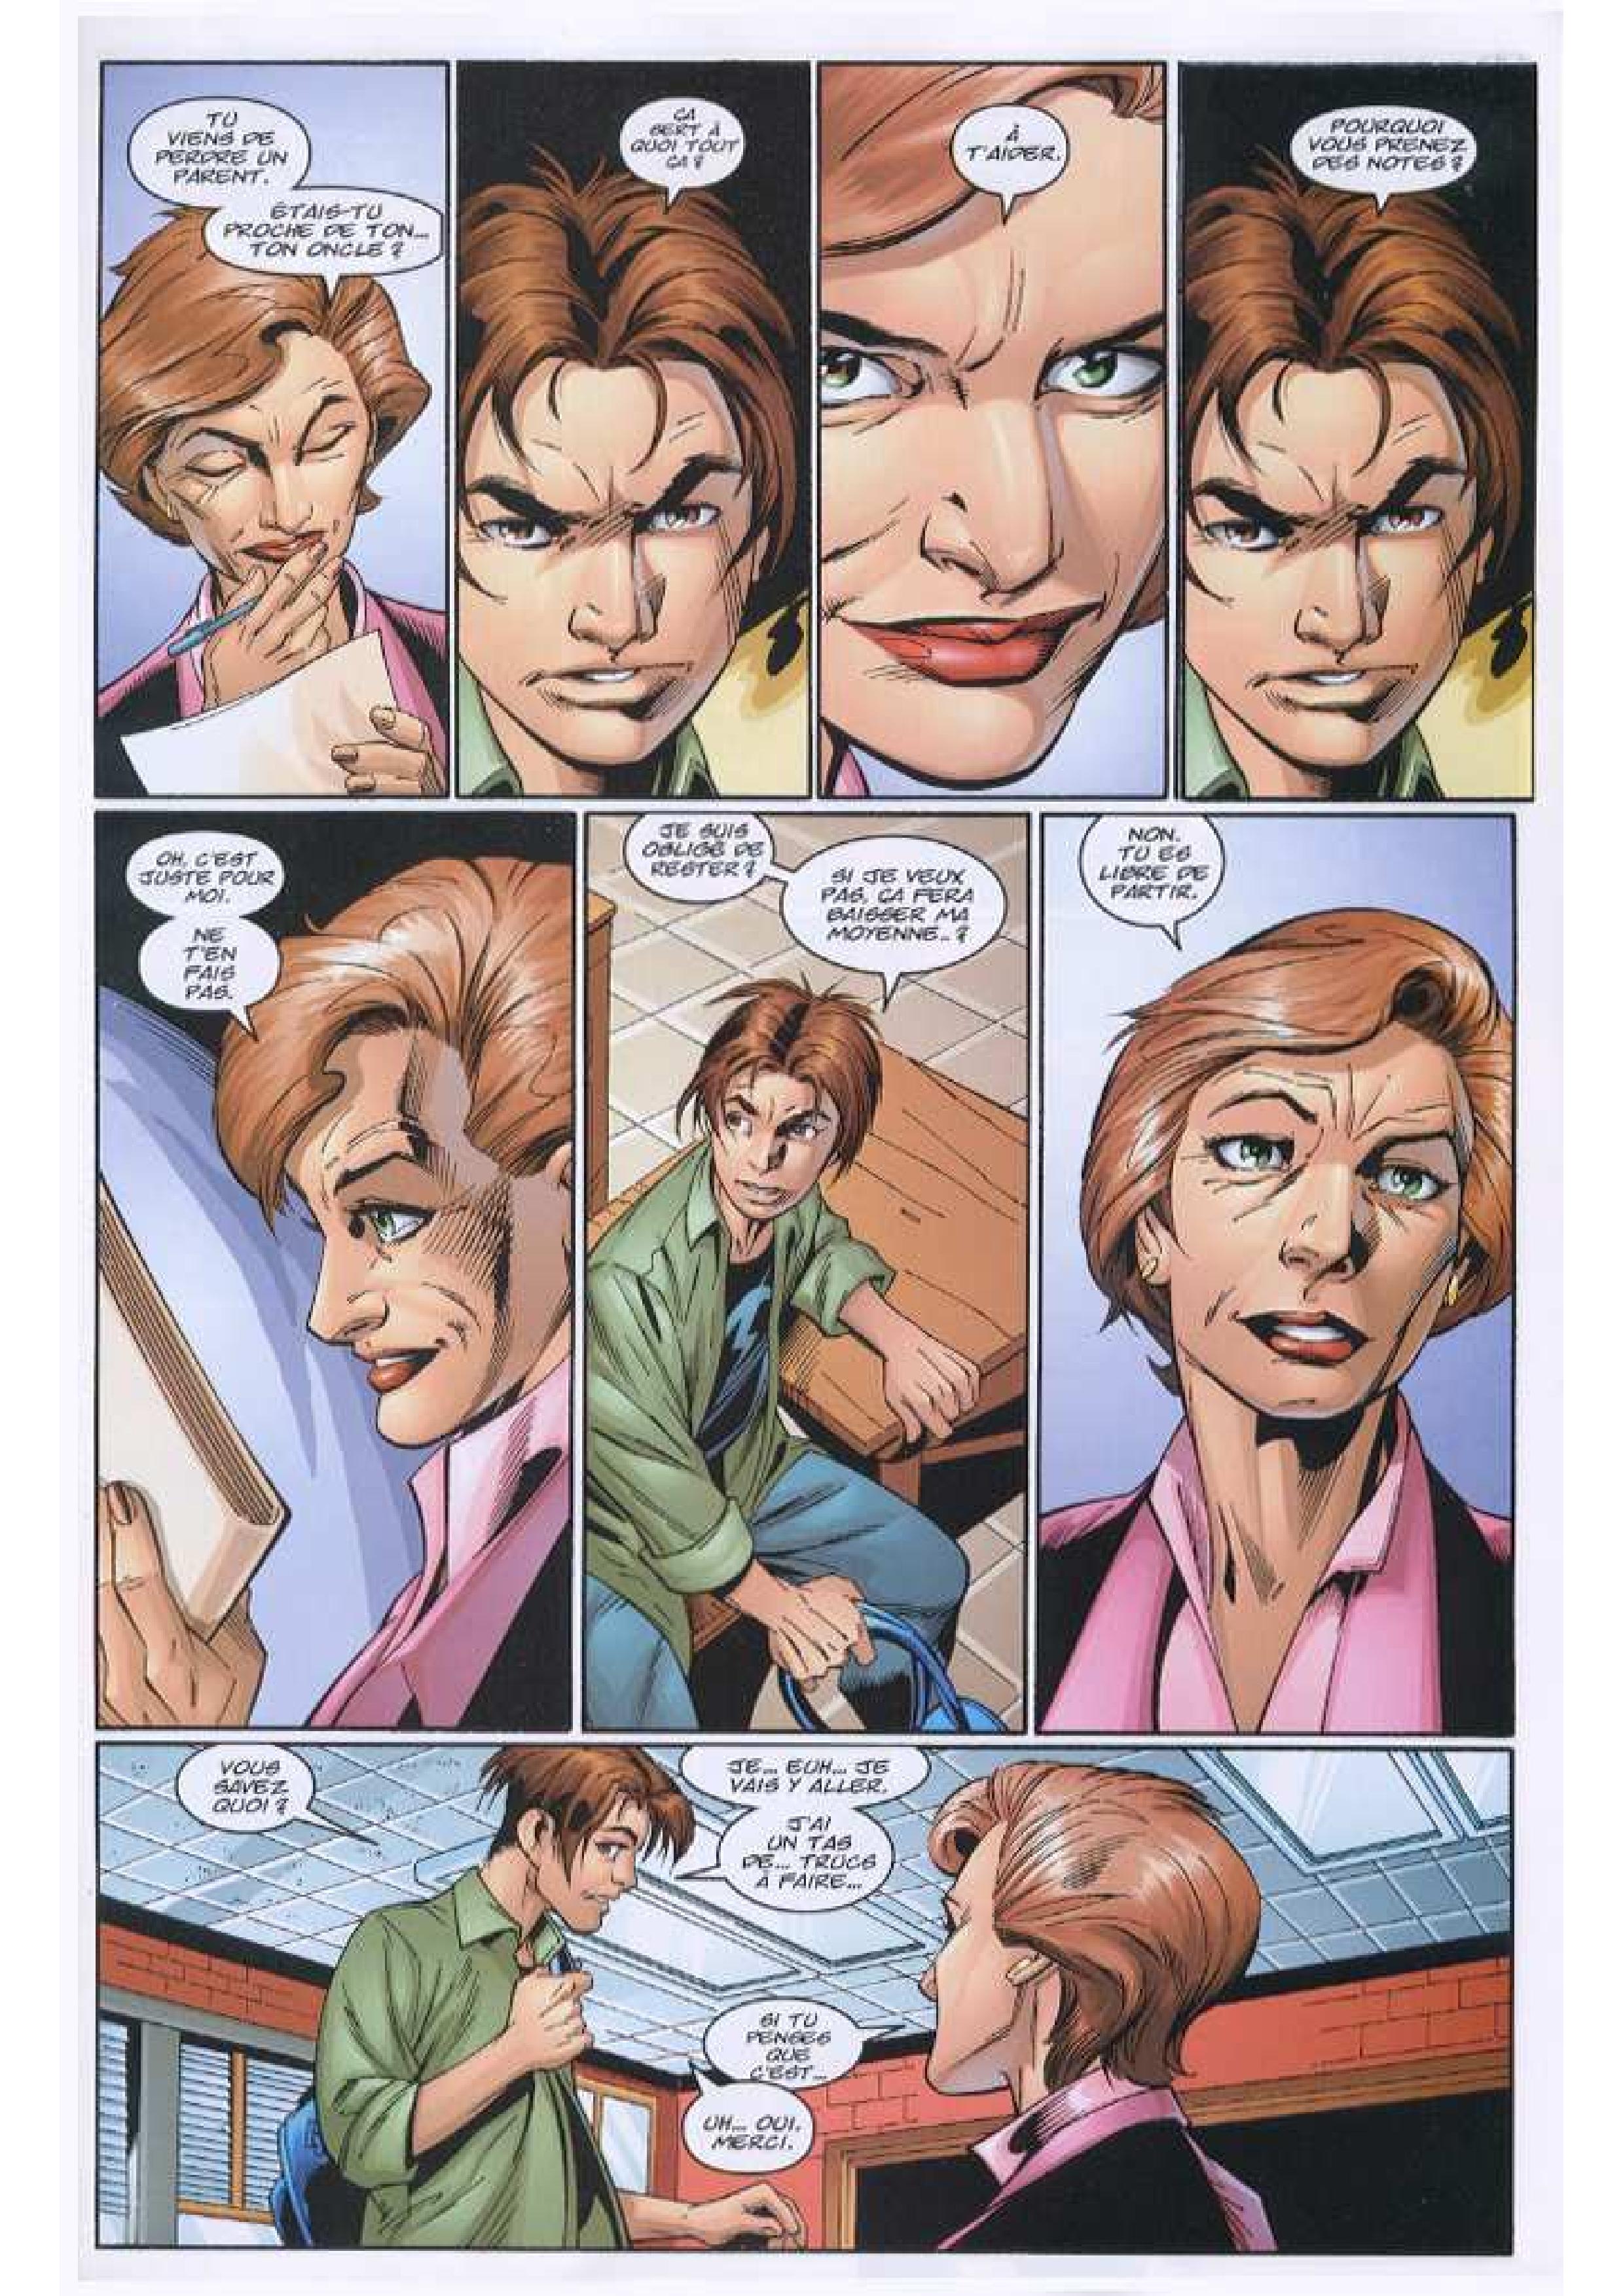 TU
VIENS DE
PERDRE UN
PARENT.
ÉTAIS-TU
PROCHE DE TON...
TON ONCLE ?
ÇA
SERT À
QUOI TOUT
ÇA ?
À
T'AIDER.
POURQUOI
VOUS PRENEZ
DES NOTES ?
OH, C'EST
JUSTE POUR
MOI.
NE
T'EN
FAIS
PAS.
JE SUIS
OBLIGÉ DE
RESTER ?
SI JE VEUX
PAS, ÇA FERA
BAISSER MA
MOYENNE.. ?
NON.
TU ES
LIBRE DE
PARTIR.
VOUS
SAVEZ
QUOI ?
JE... EUH... JE
VAIS Y ALLER.
J'AI
UN TAS
DE... TRUCS
À FAIRE...
SI TU
PENSES
QUE
C'EST...
UH... OUI.
MERCI.